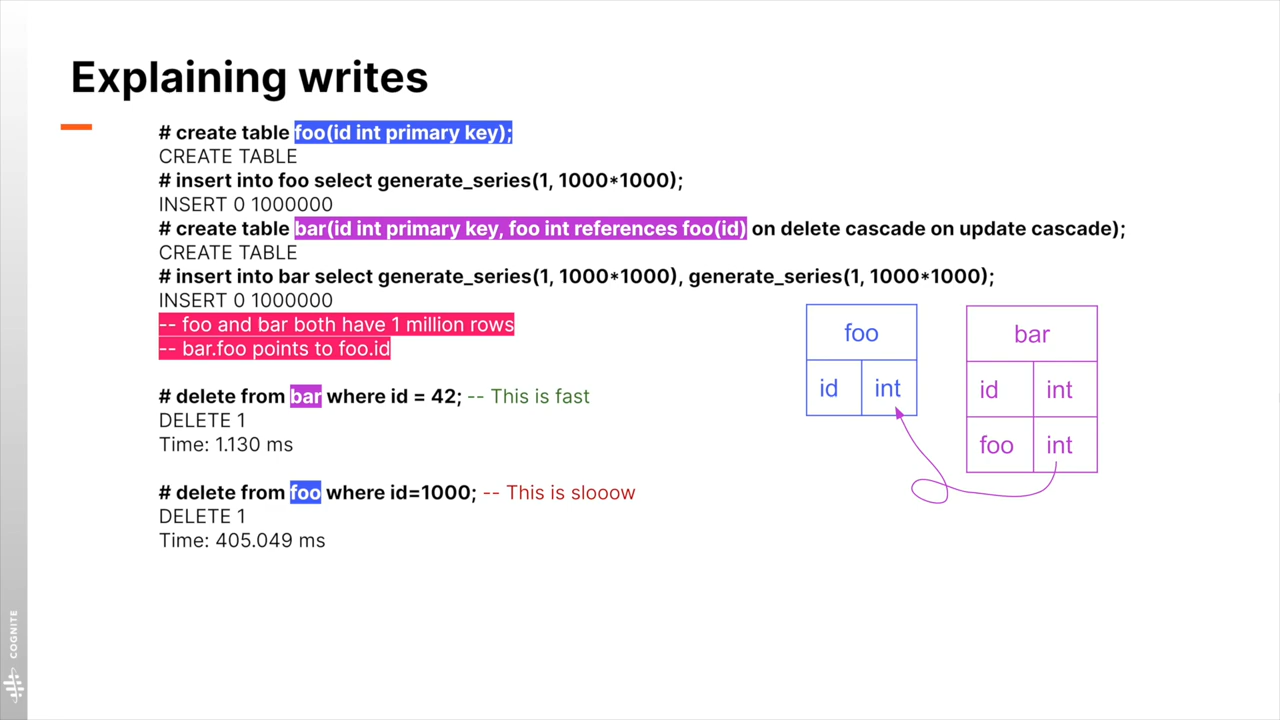 Explaining writes
# create table foo(id int primary key);
CREATE TABLE
# insert into foo select generate_series(1, 1000*1000);
INSERT 0 1000000
# create table bar(id int primary key, foo int references foo(id) on delete cascade on update cascade);
CREATE TABLE
# insert into bar select generate_series(1, 1000*1000), generate_series(1, 1000*1000);
INSERT 0 1000000
-- foo and bar both have 1 million rows
-- bar.foo points to foo.id
# delete from bar where id = 42; -- This is fast
DELETE 1
Time: 1.130 ms
# delete from foo where id=1000; -- This is slooow
DELETE 1
Time: 405.049 ms
foo
id int
bar
id int
foo int
COGNITE